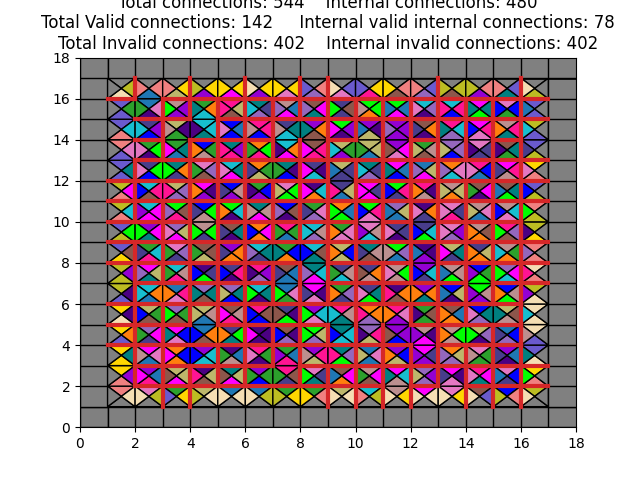 Total connections: 544    Internal connections: 480
Total Valid connections: 142    Internal valid internal connections: 78
Total Invalid connections: 402    Internal invalid connections: 402
18
16
14
12
10
8
6
4
2
0
0 2 4 6 8 10 12 14 16 18